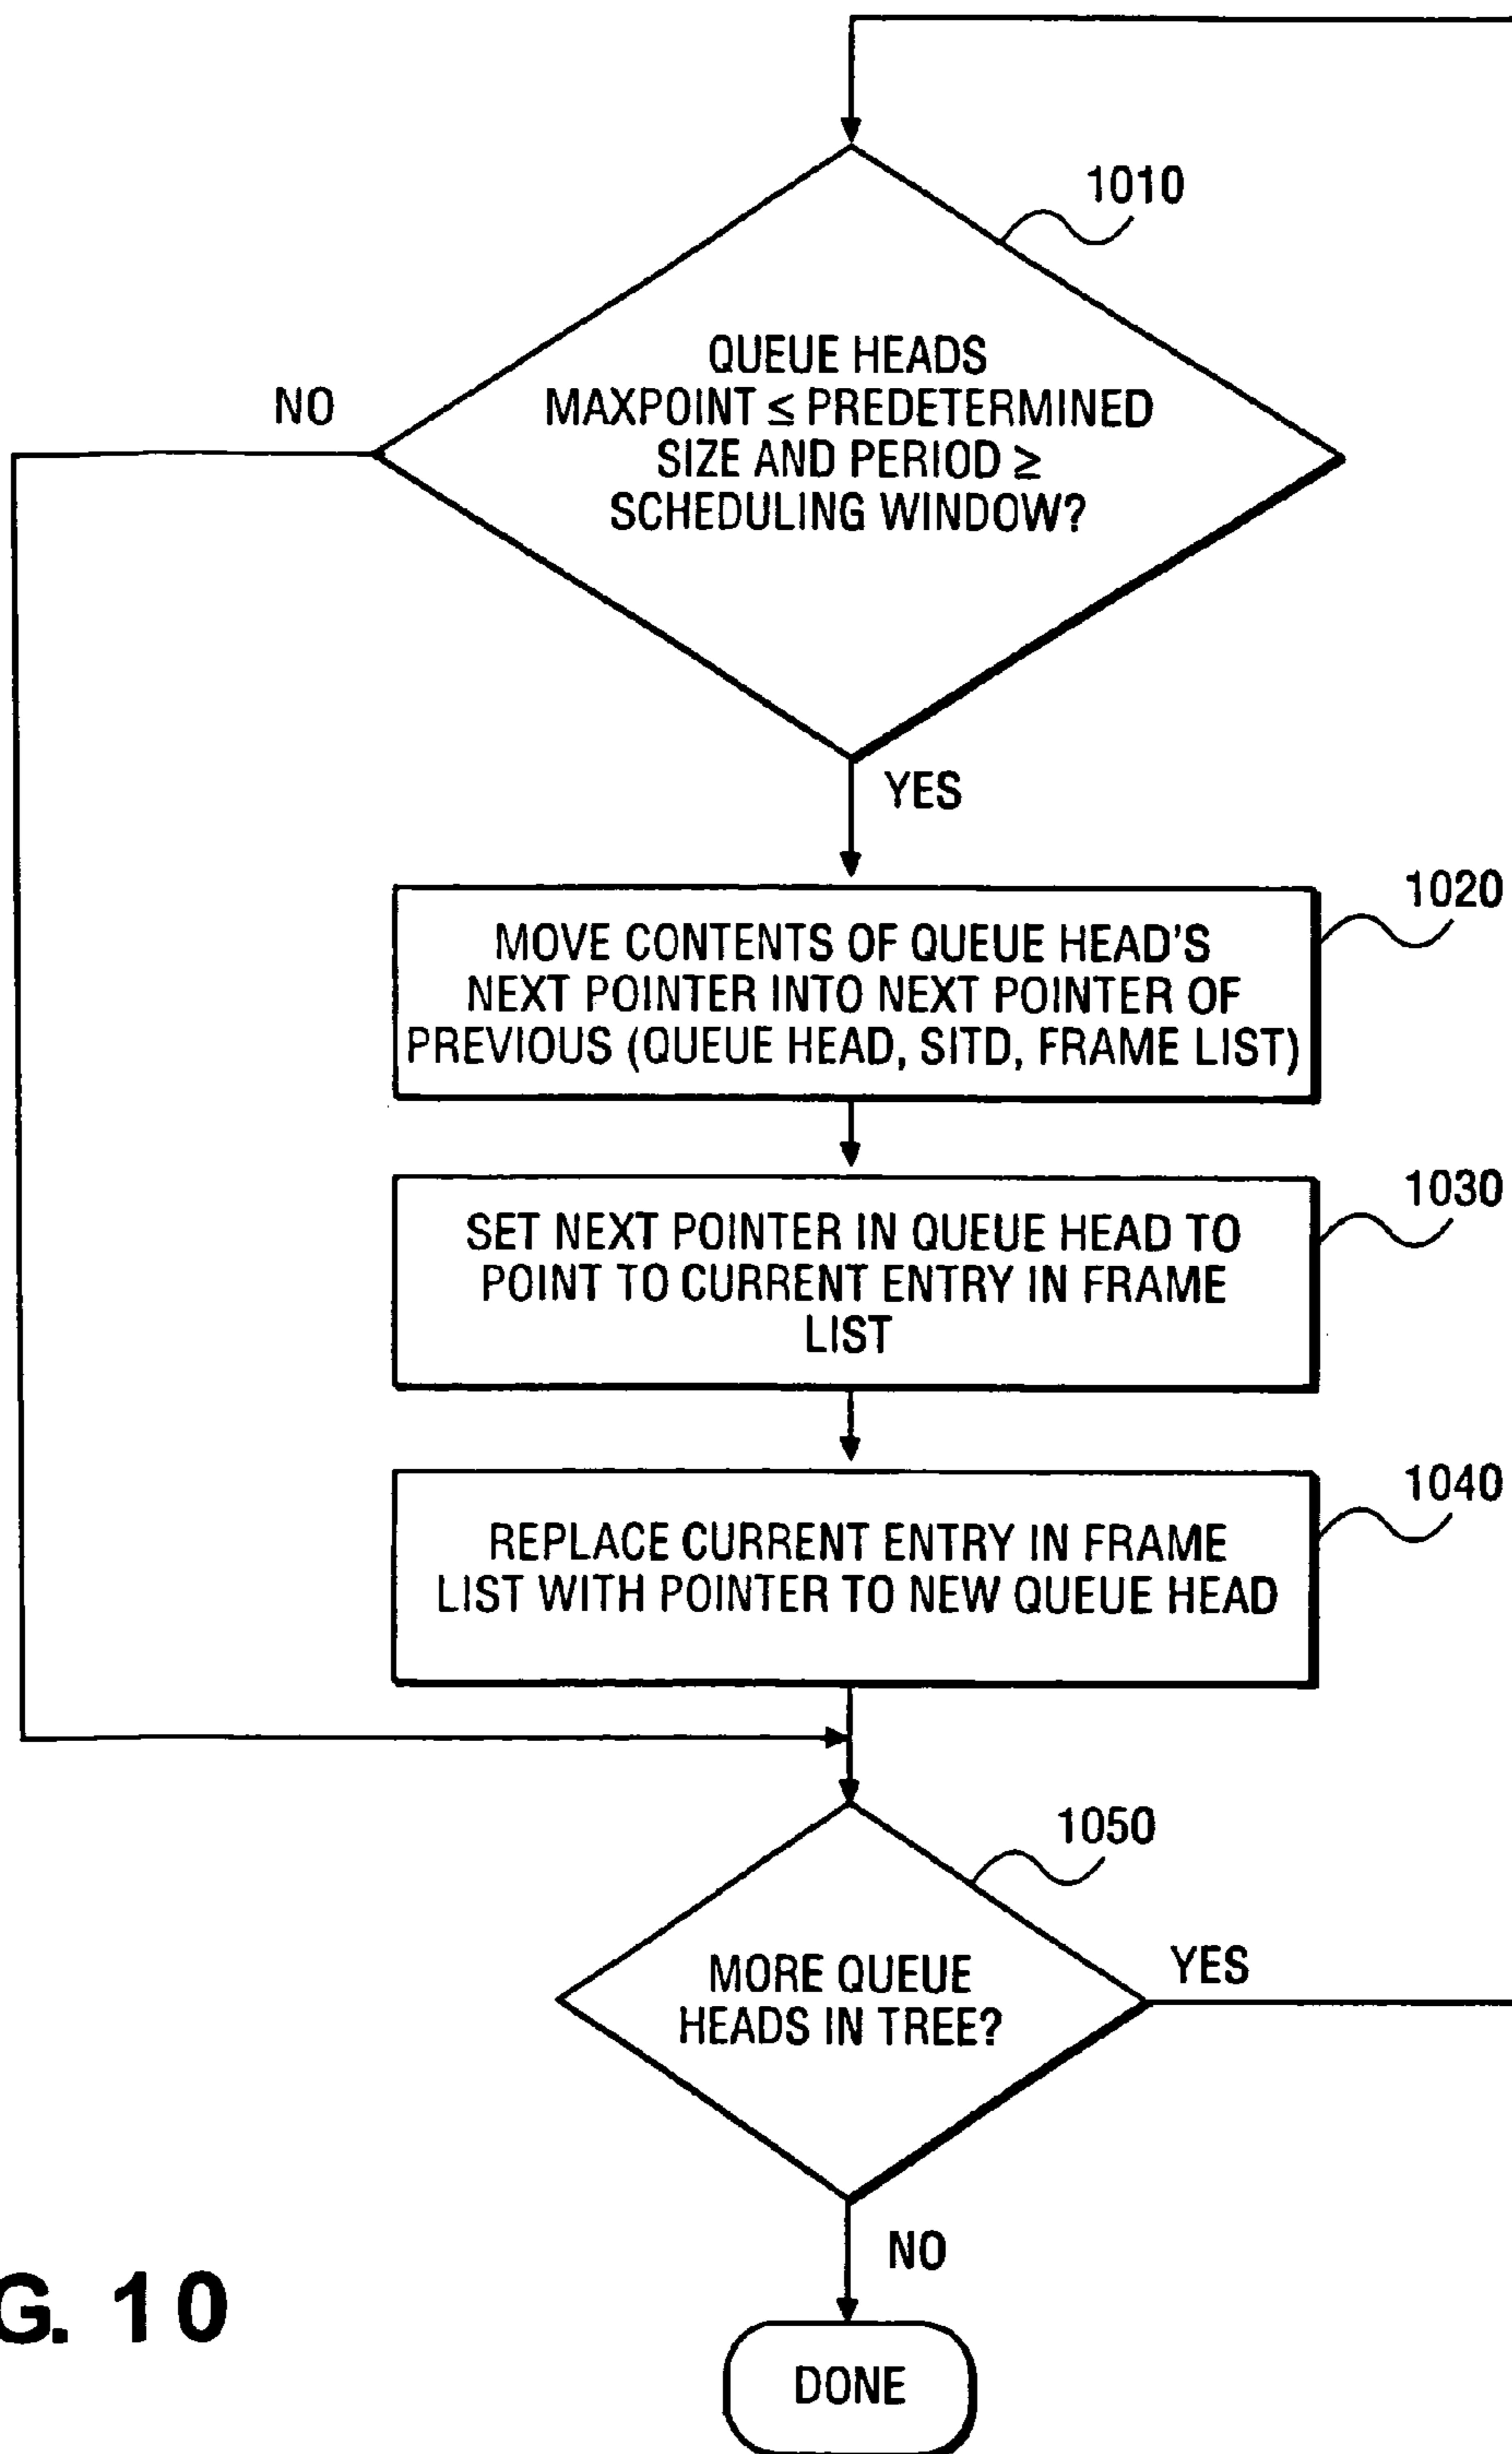 1010
QUEUE HEADS
MAXPOINT ≤ PREDETERMINED
SIZE AND PERIOD ≥
SCHEDULING WINDOW?
NO
YES
1020
MOVE CONTENTS OF QUEUE HEAD'S
NEXT POINTER INTO NEXT POINTER OF
PREVIOUS (QUEUE HEAD, SITD, FRAME LIST)
1030
SET NEXT POINTER IN QUEUE HEAD TO
POINT TO CURRENT ENTRY IN FRAME
LIST
1040
REPLACE CURRENT ENTRY IN FRAME
LIST WITH POINTER TO NEW QUEUE HEAD
1050
MORE QUEUE
HEADS IN TREE?
YES
NO
G. 10
DONE